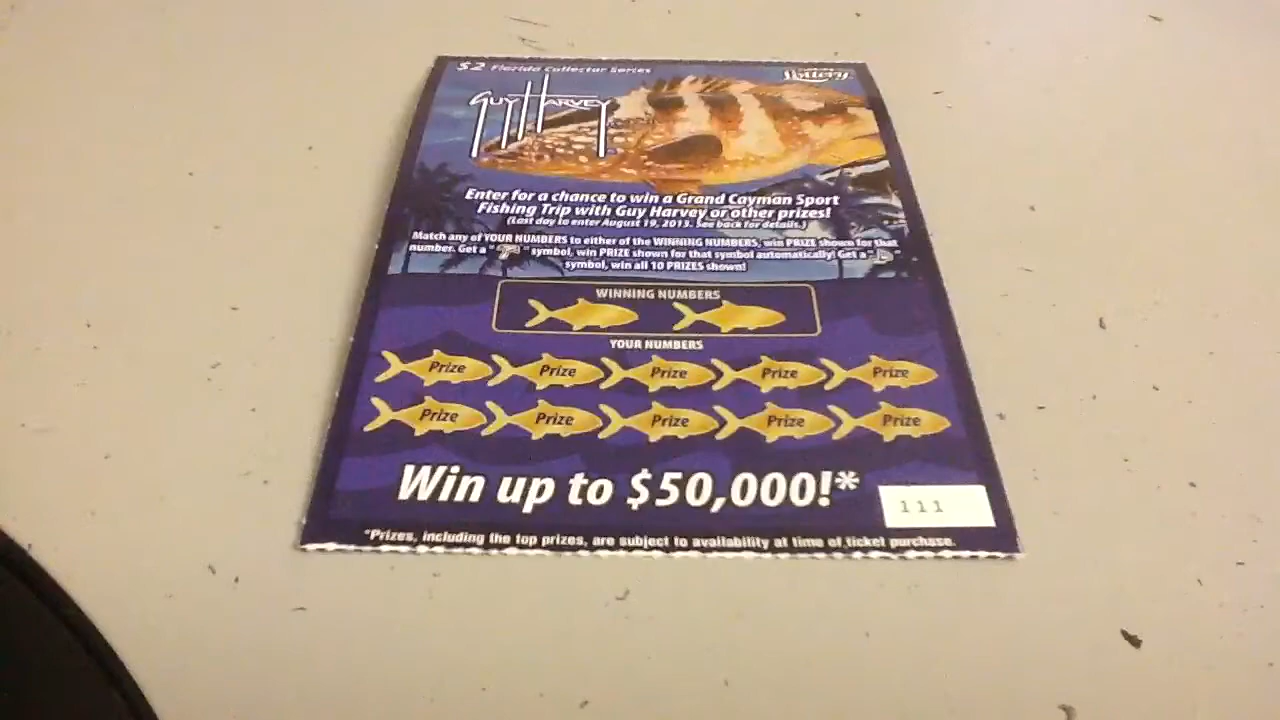 $2 Florida Collector Series
Lottery
GUY HARVEY
Enter for a chance to win a Grand Cayman Sport
Fishing Trip with Guy Harvey or other prizes!
(Last day to enter August 19, 2013. See back for details.)
Match any of YOUR NUMBERS to either of the WINNING NUMBERS, win PRIZE shown for that
number. Get a " " symbol, win PRIZE shown for that symbol automatically! Get a " "
symbol, win all 10 PRIZES shown!
WINNING NUMBERS
YOUR NUMBERS
Prize Prize Prize Prize Prize
Prize Prize Prize Prize Prize
Win up to $50,000!*
111
*Prizes, including the top prizes, are subject to availability at time of ticket purchase.